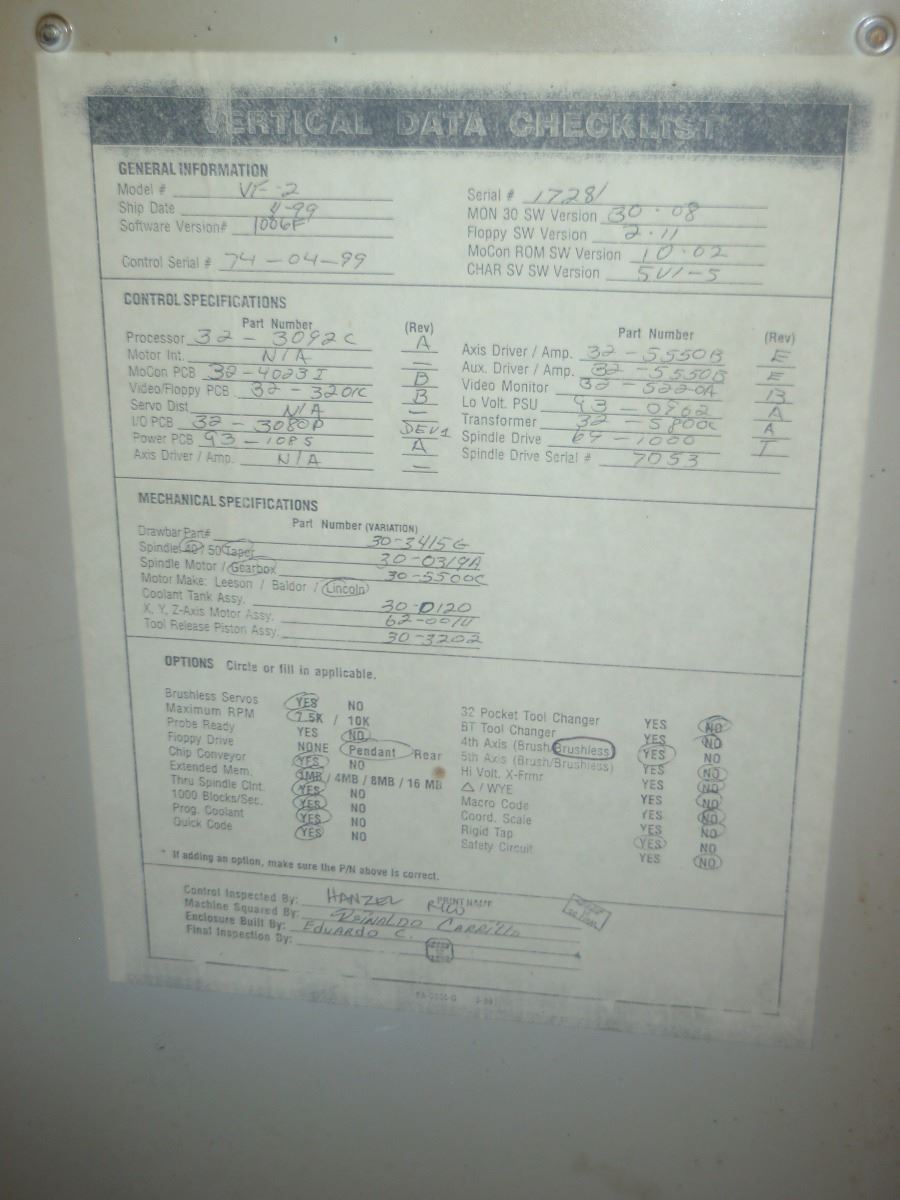 VERTICAL DATA CHECKLIST
GENERAL INFORMATION
Model # VF-2
Ship Date 4-99
Software Version# 1006F
Control Serial # 74-04-99
Serial # 17281
MON 30 SW Version 30.08
Floppy SW Version 2.11
MoCon ROM SW Version 10.02
CHAR SV SW Version 5V1-5
CONTROL SPECIFICATIONS
Part Number (Rev)
Processor 32-3092C A
Motor Int. N/A —
MoCon PCB 32-4023I B
Video/Floppy PCB 32-3201C B
Servo Dist N/A —
I/O PCB 32-3080P DEV1
Power PCB 93-1085 A
Axis Driver / Amp. N/A —
Part Number (Rev)
Axis Driver / Amp. 32-5550B E
Aux. Driver / Amp. 32-5550B E
Video Monitor 32-5220A B
Lo Volt. PSU 93-0962 A
Transformer 32-5800C A
Spindle Drive 69-1000 T
Spindle Drive Serial # 7053
MECHANICAL SPECIFICATIONS
Part Number (VARIATION)
Drawbar Part# 30-3415G
Spindle 40 / 50 Taper 30-0319A
Spindle Motor / Gearbox 30-5500C
Motor Make: Leeson / Baldor / Lincoln
Coolant Tank Assy. 30-0120
X, Y, Z-Axis Motor Assy. 62-0014
Tool Release Piston Assy. 30-3202
OPTIONS Circle or fill in applicable.
Brushless Servos YES NO
Maximum RPM 7.5K / 10K
Probe Ready YES NO
Floppy Drive NONE Pendant Rear
Chip Conveyor YES NO
Extended Mem. 1MB / 4MB / 8MB / 16 MB
Thru Spindle Clnt. YES NO
1000 Blocks/Sec. YES NO
Prog. Coolant YES NO
Quick Code YES NO
32 Pocket Tool Changer YES NO
BT Tool Changer YES NO
4th Axis (Brush/Brushless) YES NO
5th Axis (Brush/Brushless) YES NO
Hi Volt. X-Frmr YES NO
△ / WYE YES NO
Macro Code YES NO
Coord. Scale YES NO
Rigid Tap YES NO
Safety Circuit YES NO
* If adding an option, make sure the P/N above is correct.
PRINT NAME
Control Inspected By: HANZEL
Machine Squared By: REINALDO CARRILLO
Enclosure Built By: EDUARDO C.
Final Inspection By: